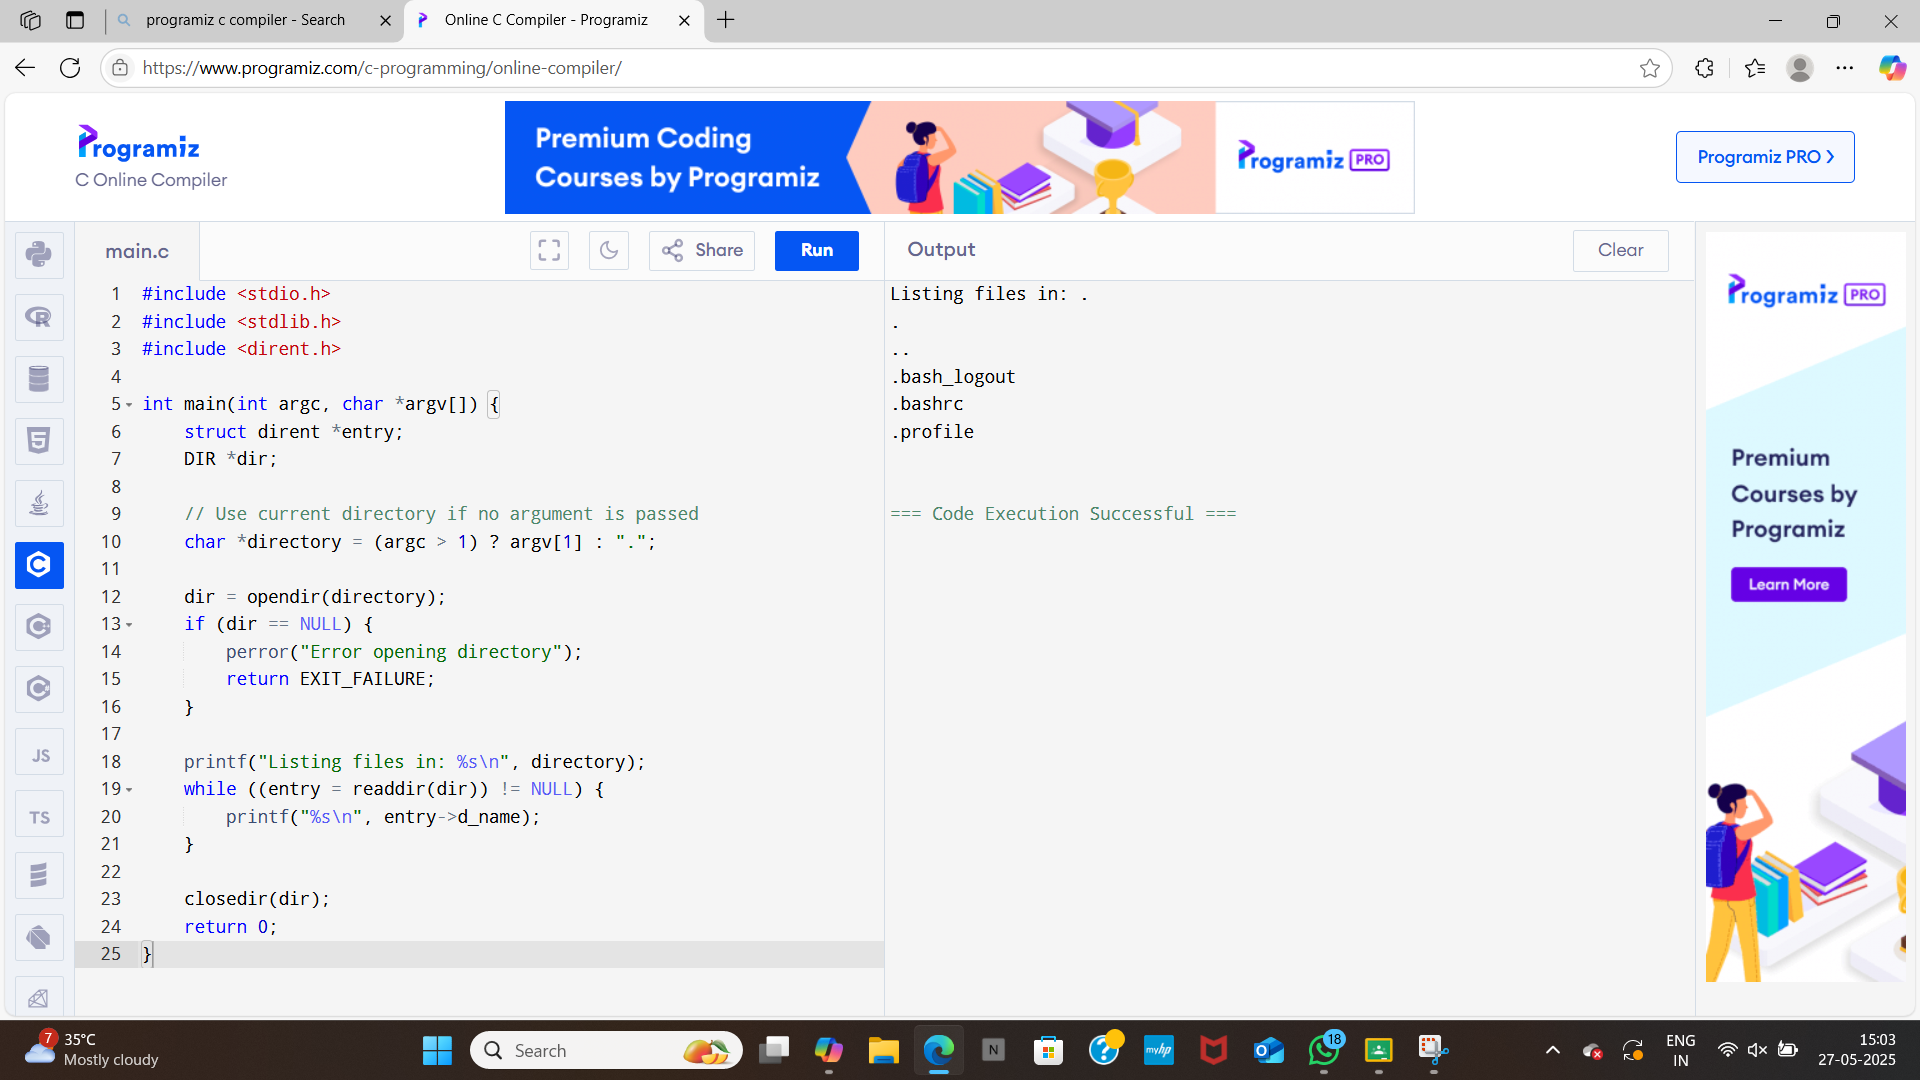 programiz c compiler - Search
Online C Compiler - Programiz
https://www.programiz.com/c-programming/online-compiler/
Programiz
C Online Compiler
Premium Coding
Courses by Programiz
Programiz PRO
Programiz PRO
main.c
Share
Run
Output
Clear
1 #include <stdio.h>
2 #include <stdlib.h>
3 #include <dirent.h>
4
5 int main(int argc, char *argv[]) {
6     struct dirent *entry;
7     DIR *dir;
8
9     // Use current directory if no argument is passed
10     char *directory = (argc > 1) ? argv[1] : ".";
11
12     dir = opendir(directory);
13     if (dir == NULL) {
14         perror("Error opening directory");
15         return EXIT_FAILURE;
16     }
17
18     printf("Listing files in: %s\n", directory);
19     while ((entry = readdir(dir)) != NULL) {
20         printf("%s\n", entry->d_name);
21     }
22
23     closedir(dir);
24     return 0;
25 }
Listing files in: .
.
..
.bash_logout
.bashrc
.profile
=== Code Execution Successful ===
Programiz PRO
Premium
Courses by
Programiz
Learn More
R
5
C
C
C
JS
TS
7
35°C
Mostly cloudy
Search
N
myhp
18
ENG
IN
15:03
27-05-2025